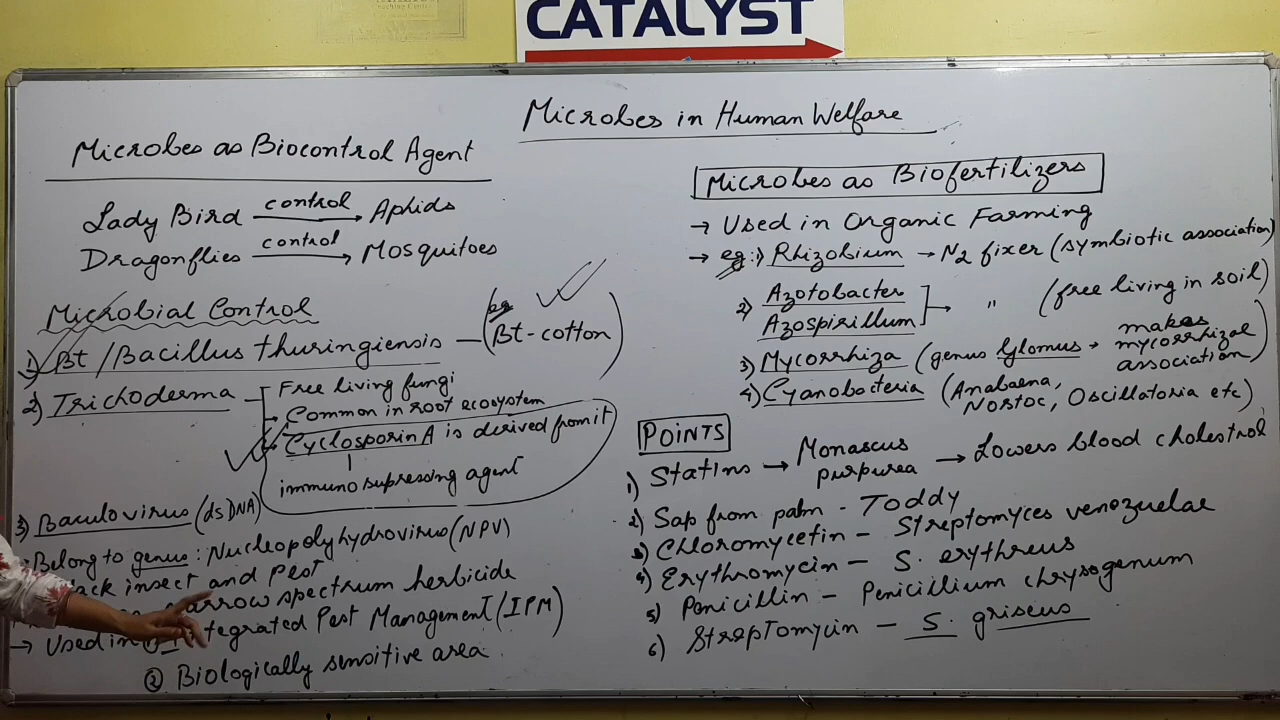 CATALYST
Microbes in Human Welfare
Microbes as Biocontrol Agent
Lady Bird control → Aphids
Dragonflies control → Mosquitoes
Microbial Control
1) Bt / Bacillus thuringiensis — (eg Bt-cotton)
2) Trichoderma
Free living fungi
Common in root ecosystem
Cyclosporin A is derived from it
immuno supressing agent
3) Baculovirus (dsDNA)
Belong to genus : Nucleopolyhydrovirus (NPV)
insect and Pest
spectrum herbicide
→ Used in Pest Management (IPM)
② Biologically sensitive area.
Microbes as Biofertilizers
→ Used in Organic Farming
→ eg: 1) Rhizobium → N2 fixer (symbiotic association)
2) Azotobacter
Azospirillum → " (free living in soil)
3) Mycorrhiza (genus Glomus → makes mycorrhizal association)
4) Cyanobacteria (Anabaena,
Nostoc, Oscillatoria etc)
POINTS
1) Statins → Monascus purpurea → Lowers blood cholestrol
2) Sap from palm - Toddy
3) Chloromycetin - Streptomyces venezuelae
4) Erythromycin - S. erythreus
5) Penicillin - Penicillium chrysogenum
6) Streptomycin - S. griseus